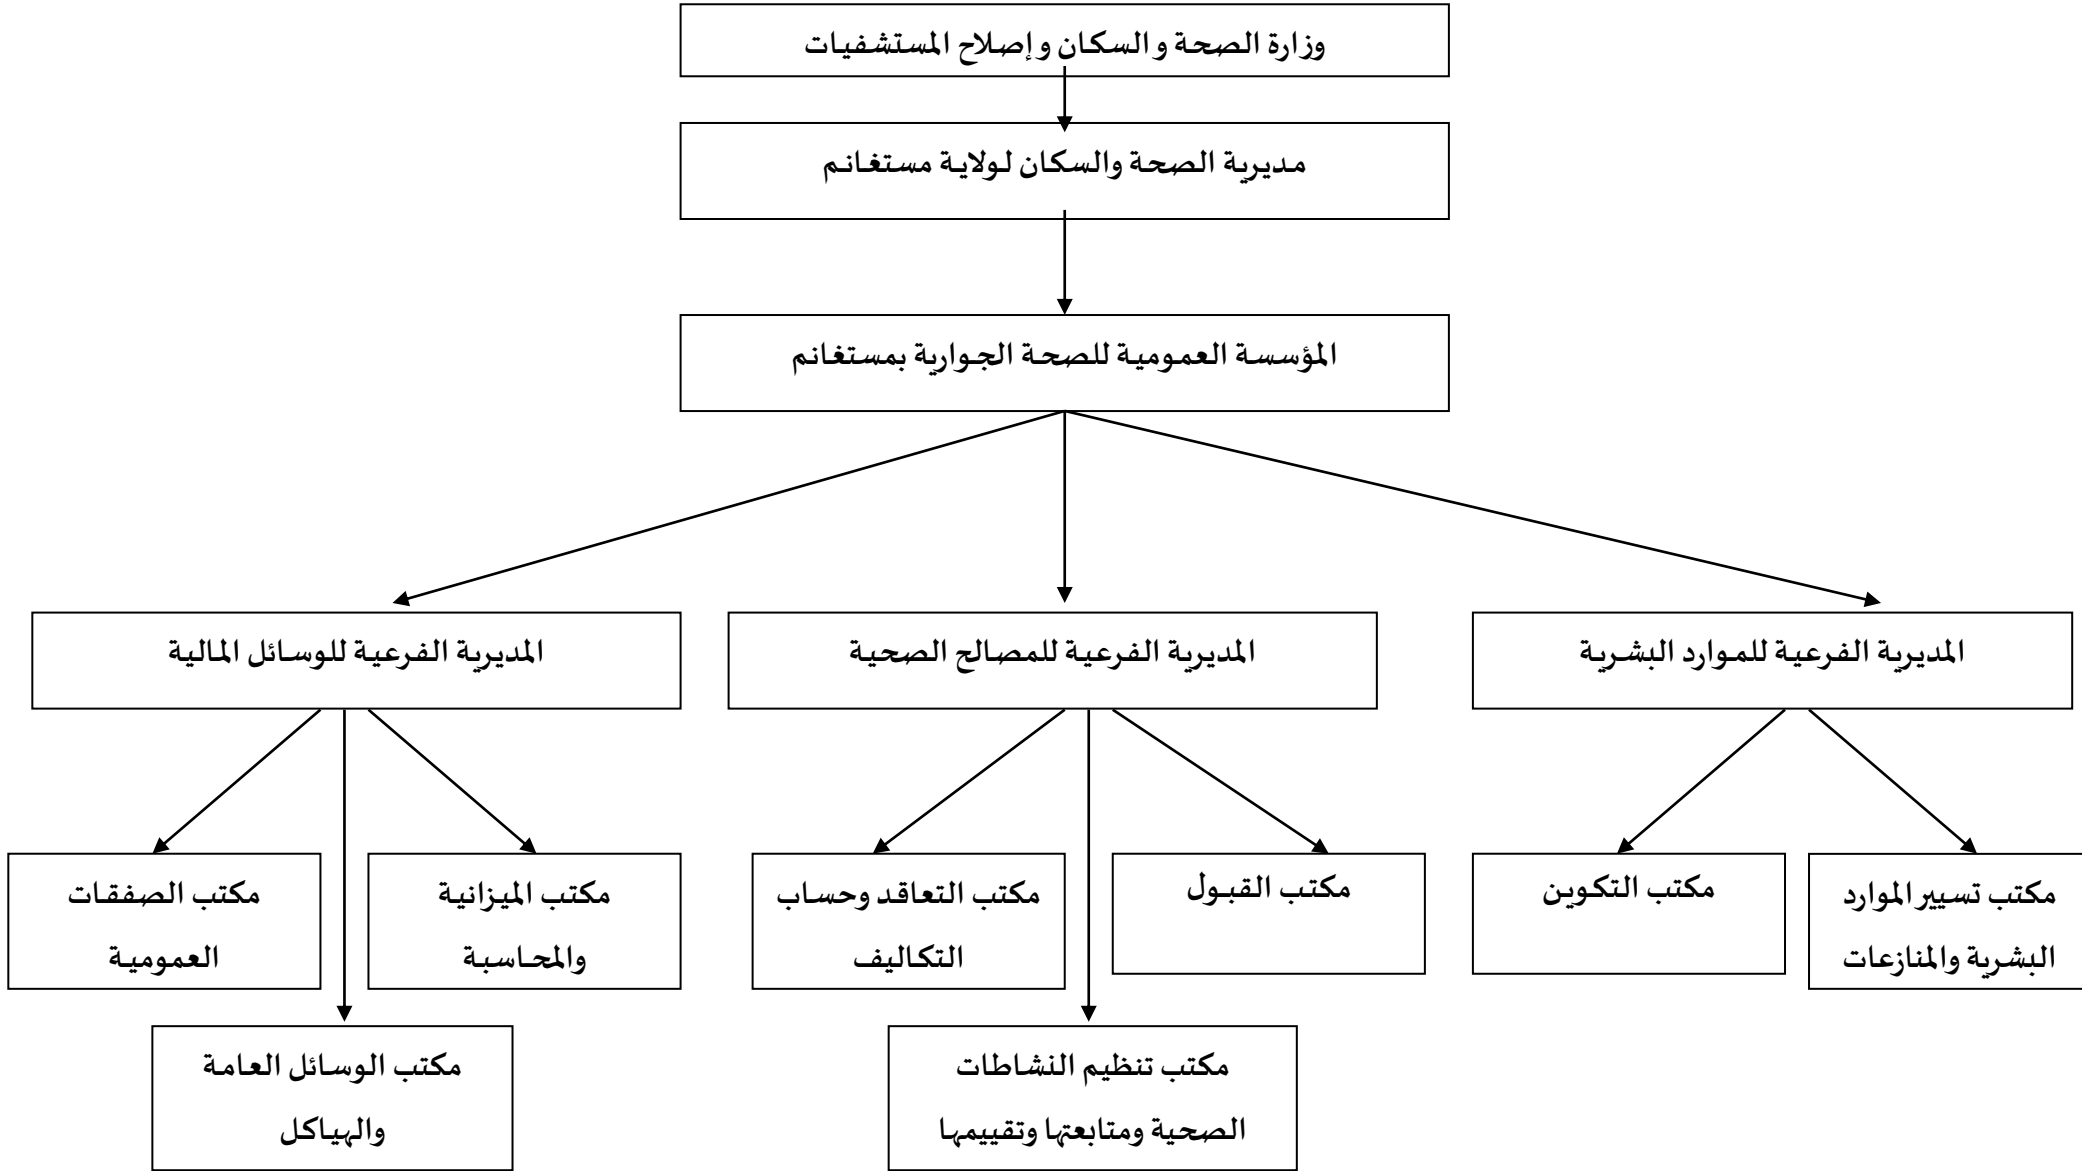 وزارة الصحة والسكان وإصلاح المستشفيات
مديرية الصحة والسكان لولاية مستغانم
المؤسسة العمومية للصحة الجوارية بمستغانم
المديرية الفرعية للموارد البشرية
المديرية الفرعية للمصالح الصحية
المديرية الفرعية للوسائل المالية
مكتب تسيير الموارد
البشرية والمنازعات
مكتب التكوين
مكتب القبول
مكتب التعاقد وحساب
التكاليف
مكتب الميزانية
والمحاسبة
مكتب الصفقات
العمومية
مكتب تنظيم النشاطات
الصحية ومتابعتها وتقييمها
مكتب الوسائل العامة
والهياكل